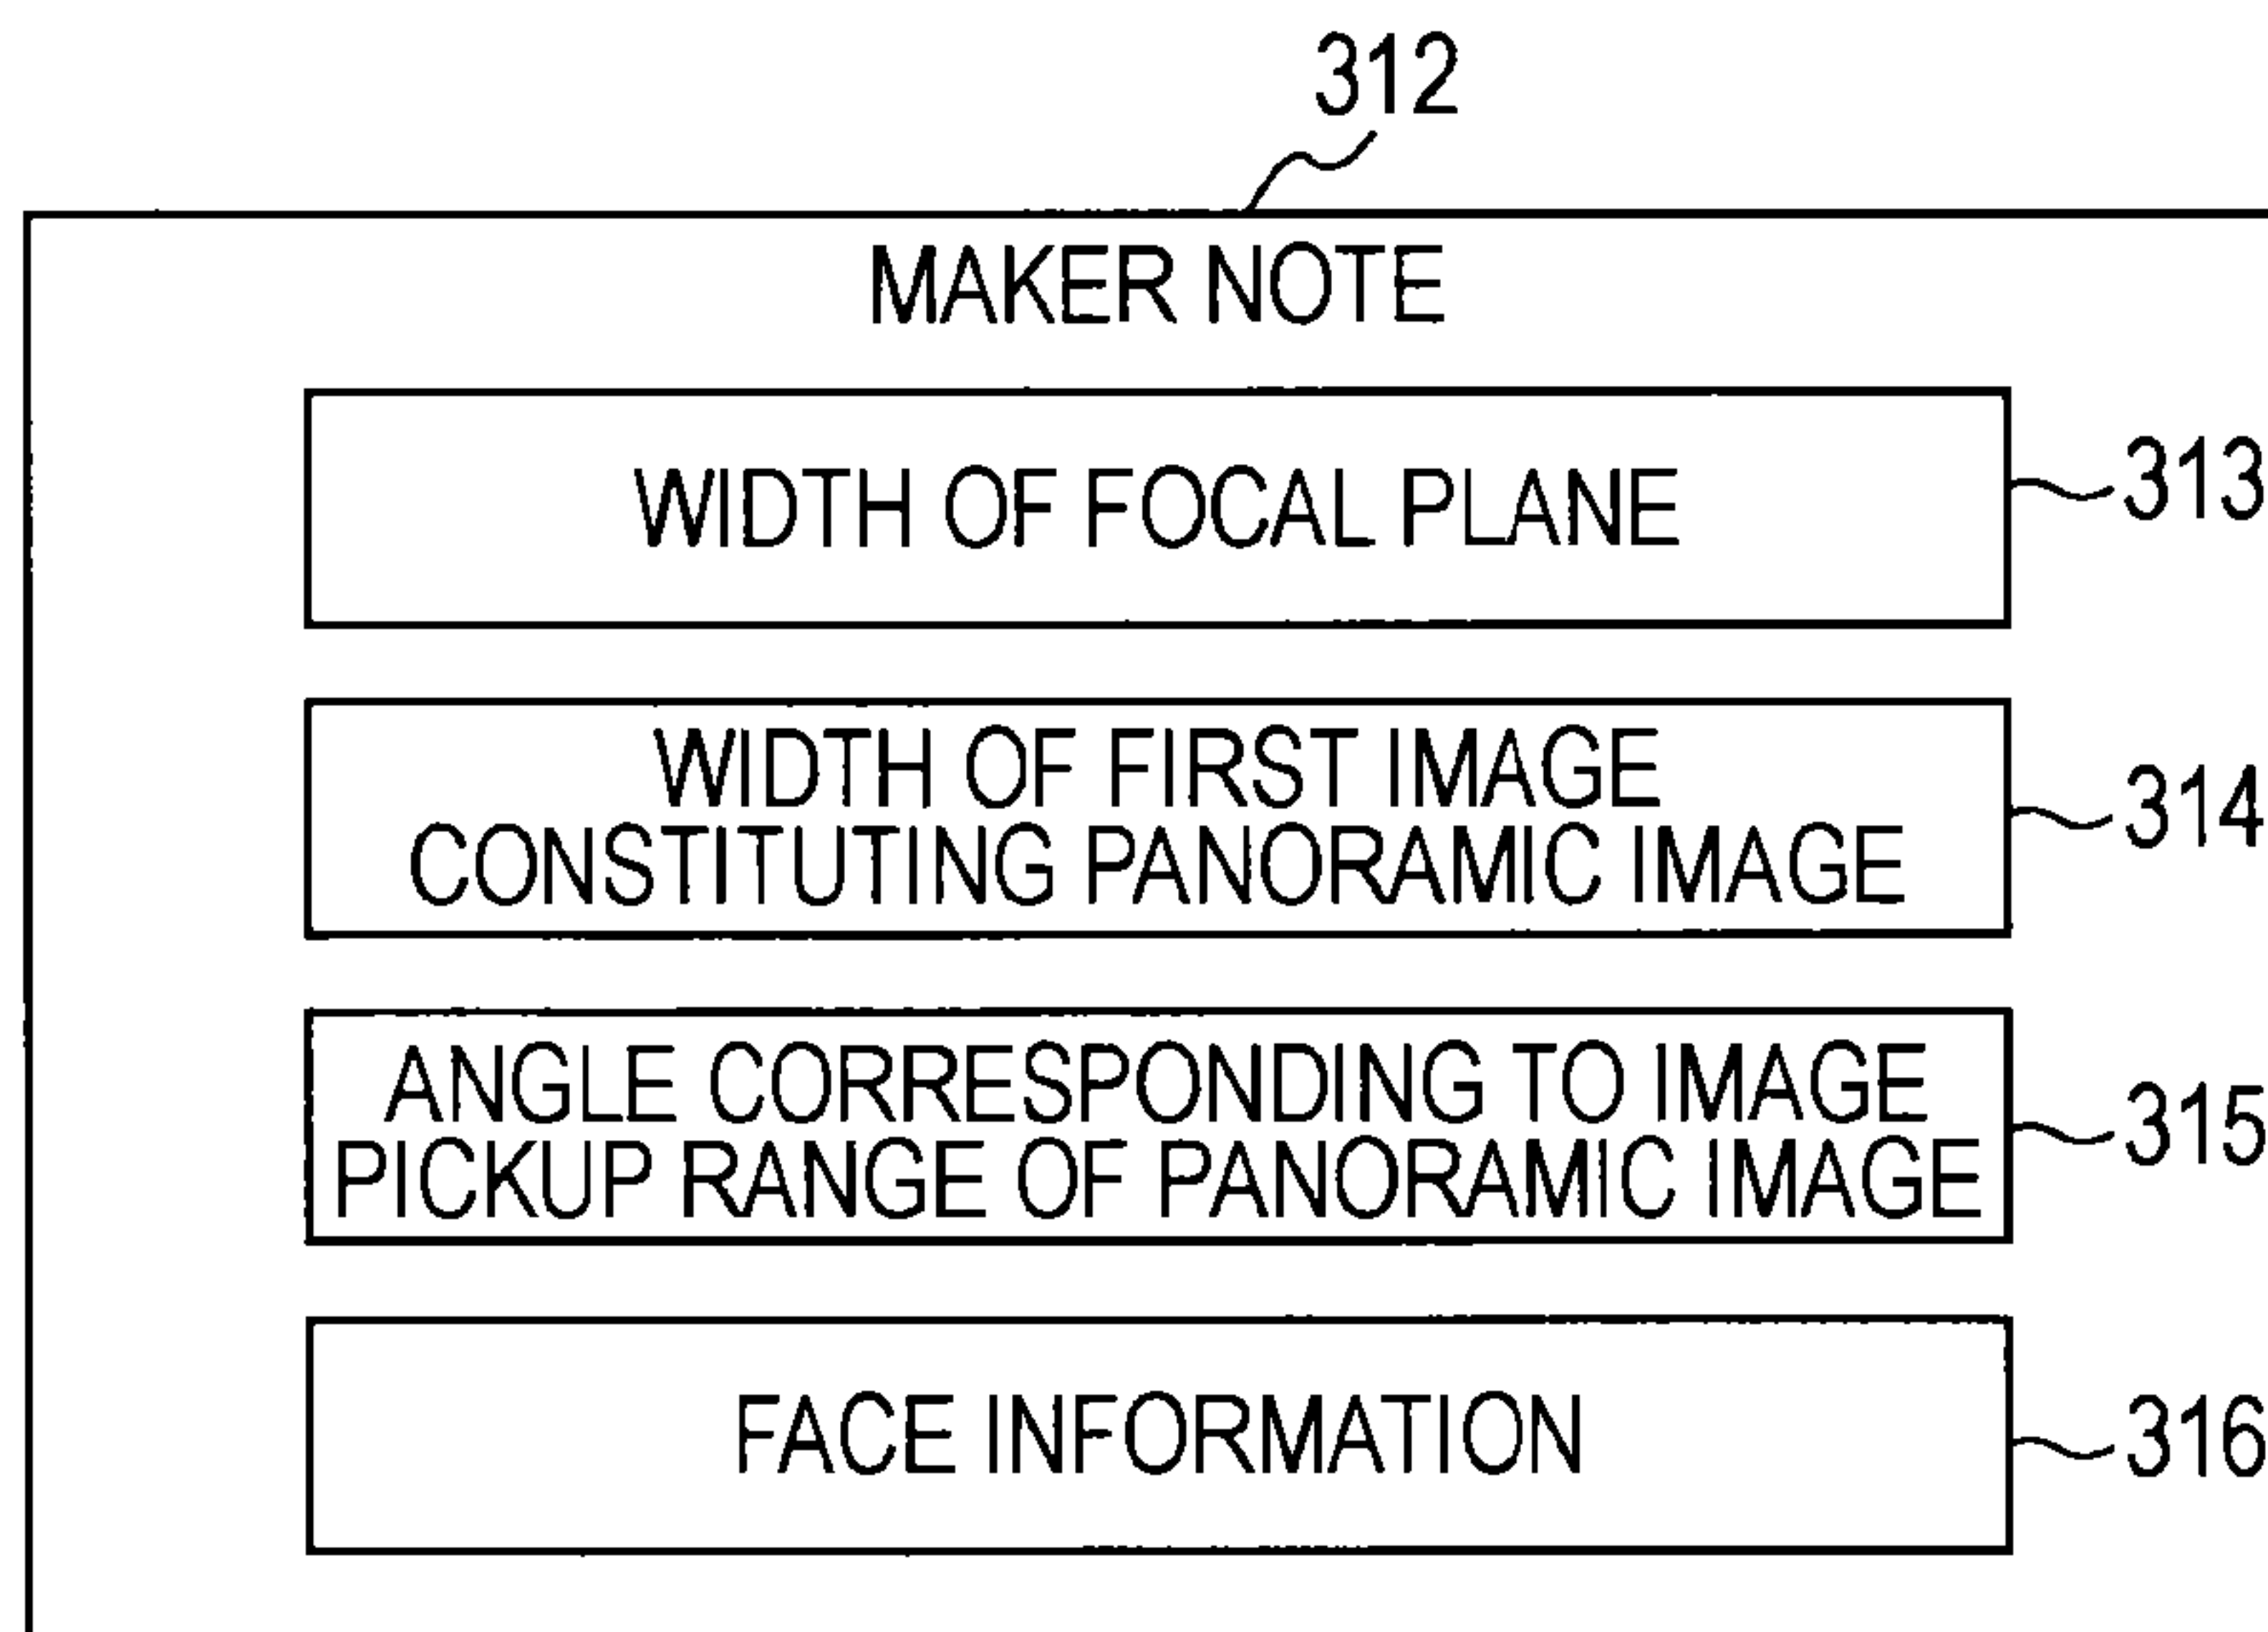 312
MAKER NOTE
WIDTH OF FOCAL PLANE
313
WIDTH OF FIRST IMAGE
CONSTITUTING PANORAMIC IMAGE
314
ANGLE CORRESPONDING TO IMAGE
PICKUP RANGE OF PANORAMIC IMAGE
315
FACE INFORMATION
316